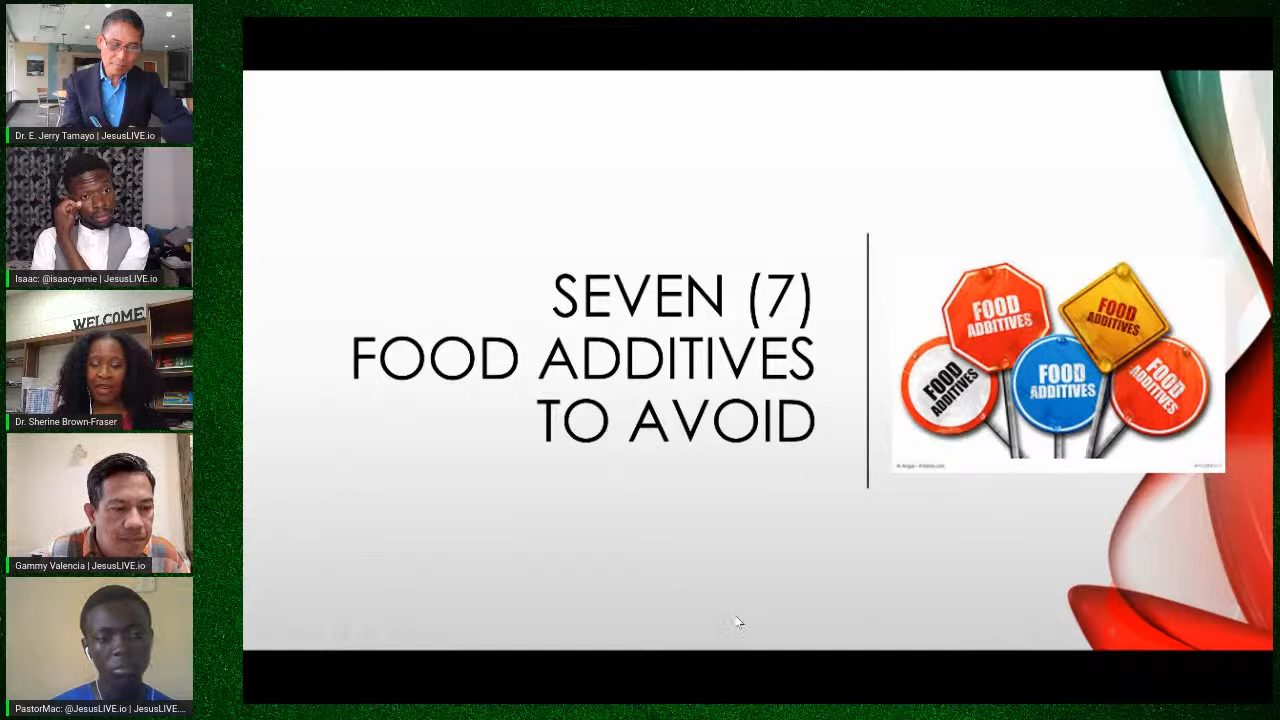 Dr. E. Jerry Tamayo | JesusLIVE.io
Isaac: @isaacyamie | JesusLIVE.io
WELCOME
Dr. Sherine Brown-Fraser
Gammy Valencia | JesusLIVE.io
PastorMac: @JesusLIVE.io | JesusLIVE....
SEVEN (7)
FOOD ADDITIVES
TO AVOID
FOOD
ADDITIVES
FOOD
ADDITIVES
FOOD
ADDITIVES
FOOD
ADDITIVES
FOOD
ADDITIVES